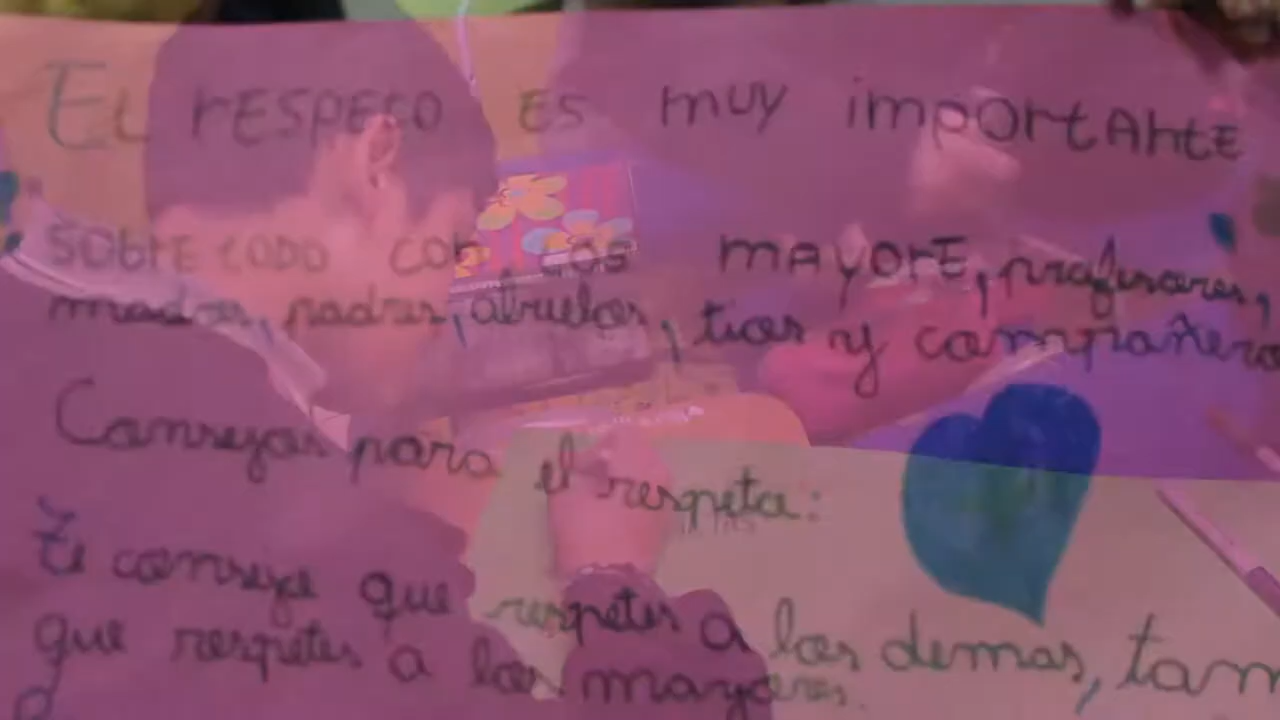 EL rESPETO ES muy importAntE
SObrE TODO con LOS mAyorE, profesores,
madres, padres, abuelos, tios y compañero
Consejos para el respeto:
Te consejo que respetes a los demas, tam
que respetes a los mayores.